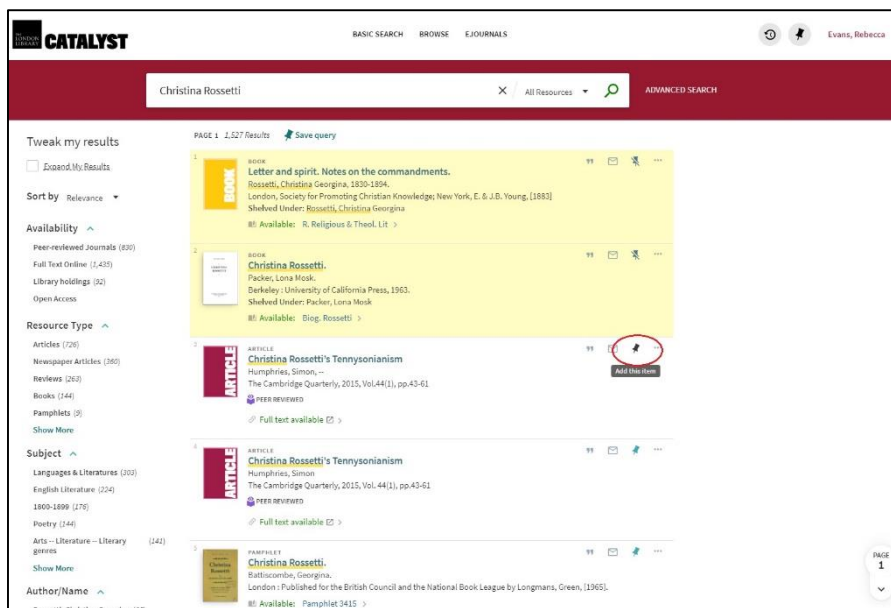 THE
LONDON
LIBRARY
CATALYST
BASIC SEARCH BROWSE EJOURNALS
Evans, Rebecca
Christina Rossetti
All Resources
ADVANCED SEARCH
Tweak my results
Expand My Results
Sort by Relevance
Availability
Peer-reviewed Journals (630)
Full Text Online (1,435)
Library holdings (92)
Open Access
Resource Type
Articles (726)
Newspaper Articles (360)
Reviews (263)
Books (144)
Pamphlets (9)
Show More
Subject
Languages & Literatures (303)
English Literature (224)
1800-1899 (176)
Poetry (144)
Arts -- Literature -- Literary genres (141)
Show More
Author/Name
PAGE 1 1,527 Results Save query
1
BOOK
BOOK
Letter and spirit. Notes on the commandments.
Rossetti, Christina Georgina, 1830-1894.
London, Society for Promoting Christian Knowledge; New York, E. & J.B. Young, [1883]
Shelved Under: Rossetti, Christina Georgina
Available: R. Religious & Theol. Lit >
2
BOOK
Christina Rossetti.
Packer, Lona Mosk.
Berkeley : University of California Press, 1963.
Shelved Under: Packer, Lona Mosk
Available: Biog. Rossetti >
3
ARTICLE
ARTICLE
Christina Rossetti's Tennysonianism
Humphries, Simon, --
The Cambridge Quarterly, 2015, Vol.44(1), pp.43-61
PEER REVIEWED
Full text available >
Add this item
4
ARTICLE
ARTICLE
Christina Rossetti's Tennysonianism
Humphries, Simon
The Cambridge Quarterly, 2015, Vol. 44(1), pp.43-61
PEER REVIEWED
Full text available >
5
PAMPHLET
Christina Rossetti.
Battiscombe, Georgina.
London : Published for the British Council and the National Book League by Longmans, Green, [1965].
Available: Pamphlet 3415 >
PAGE
1